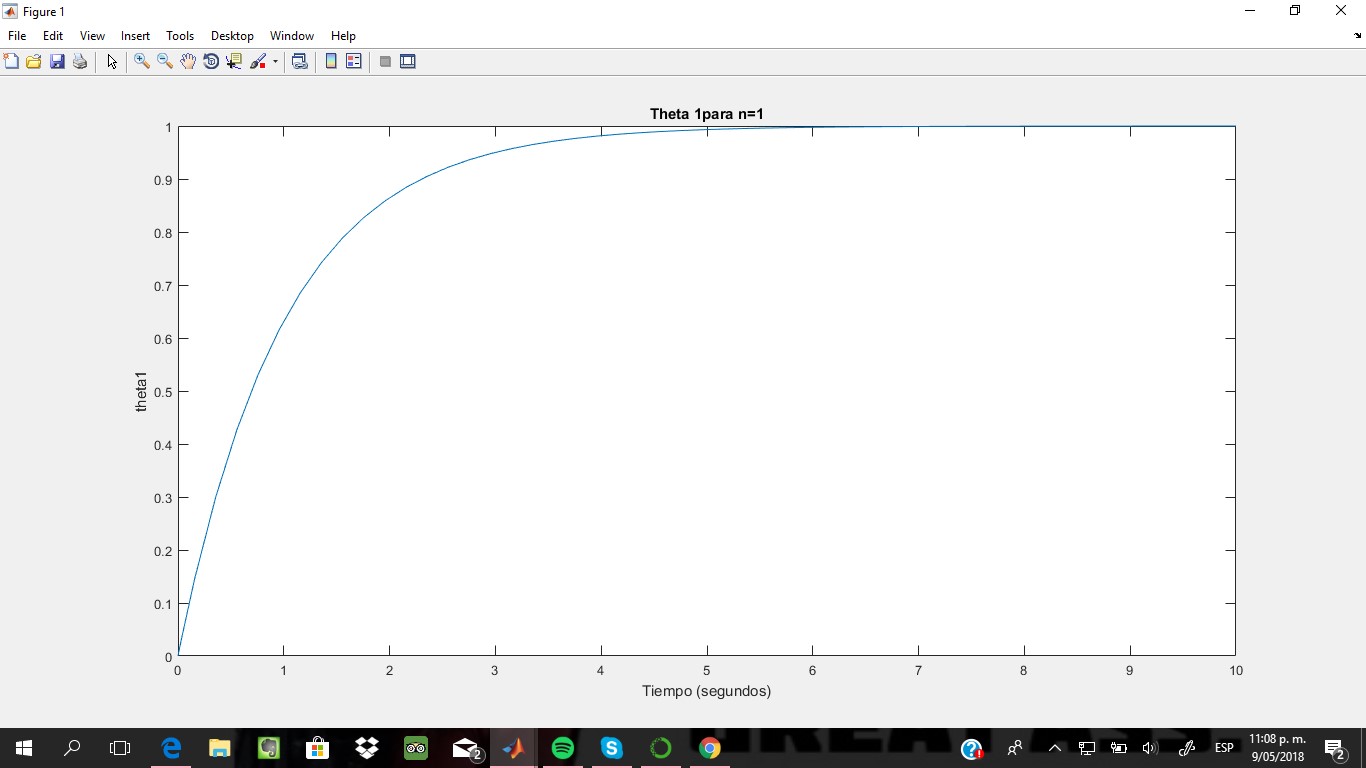 Figure 1
File Edit View Insert Tools Desktop Window Help
Theta 1para n=1
1
0.9
0.8
0.7
0.6
0.5
0.4
0.3
0.2
0.1
0
theta1
0 1 2 3 4 5 6 7 8 9 10
Tiempo (segundos)
2
ESP
11:08 p. m.
9/05/2018
2